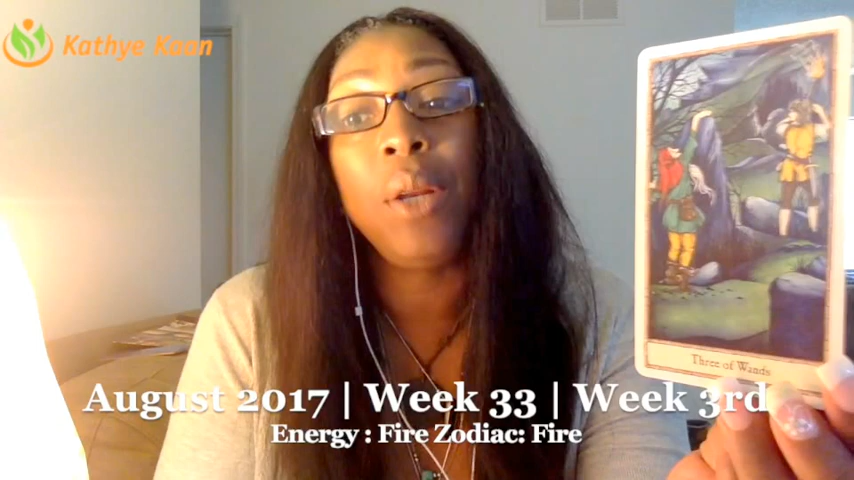 Kathye Kaan
Three of Wands
August 2017 | Week 33 | Week 3rd
Energy : Fire Zodiac: Fire